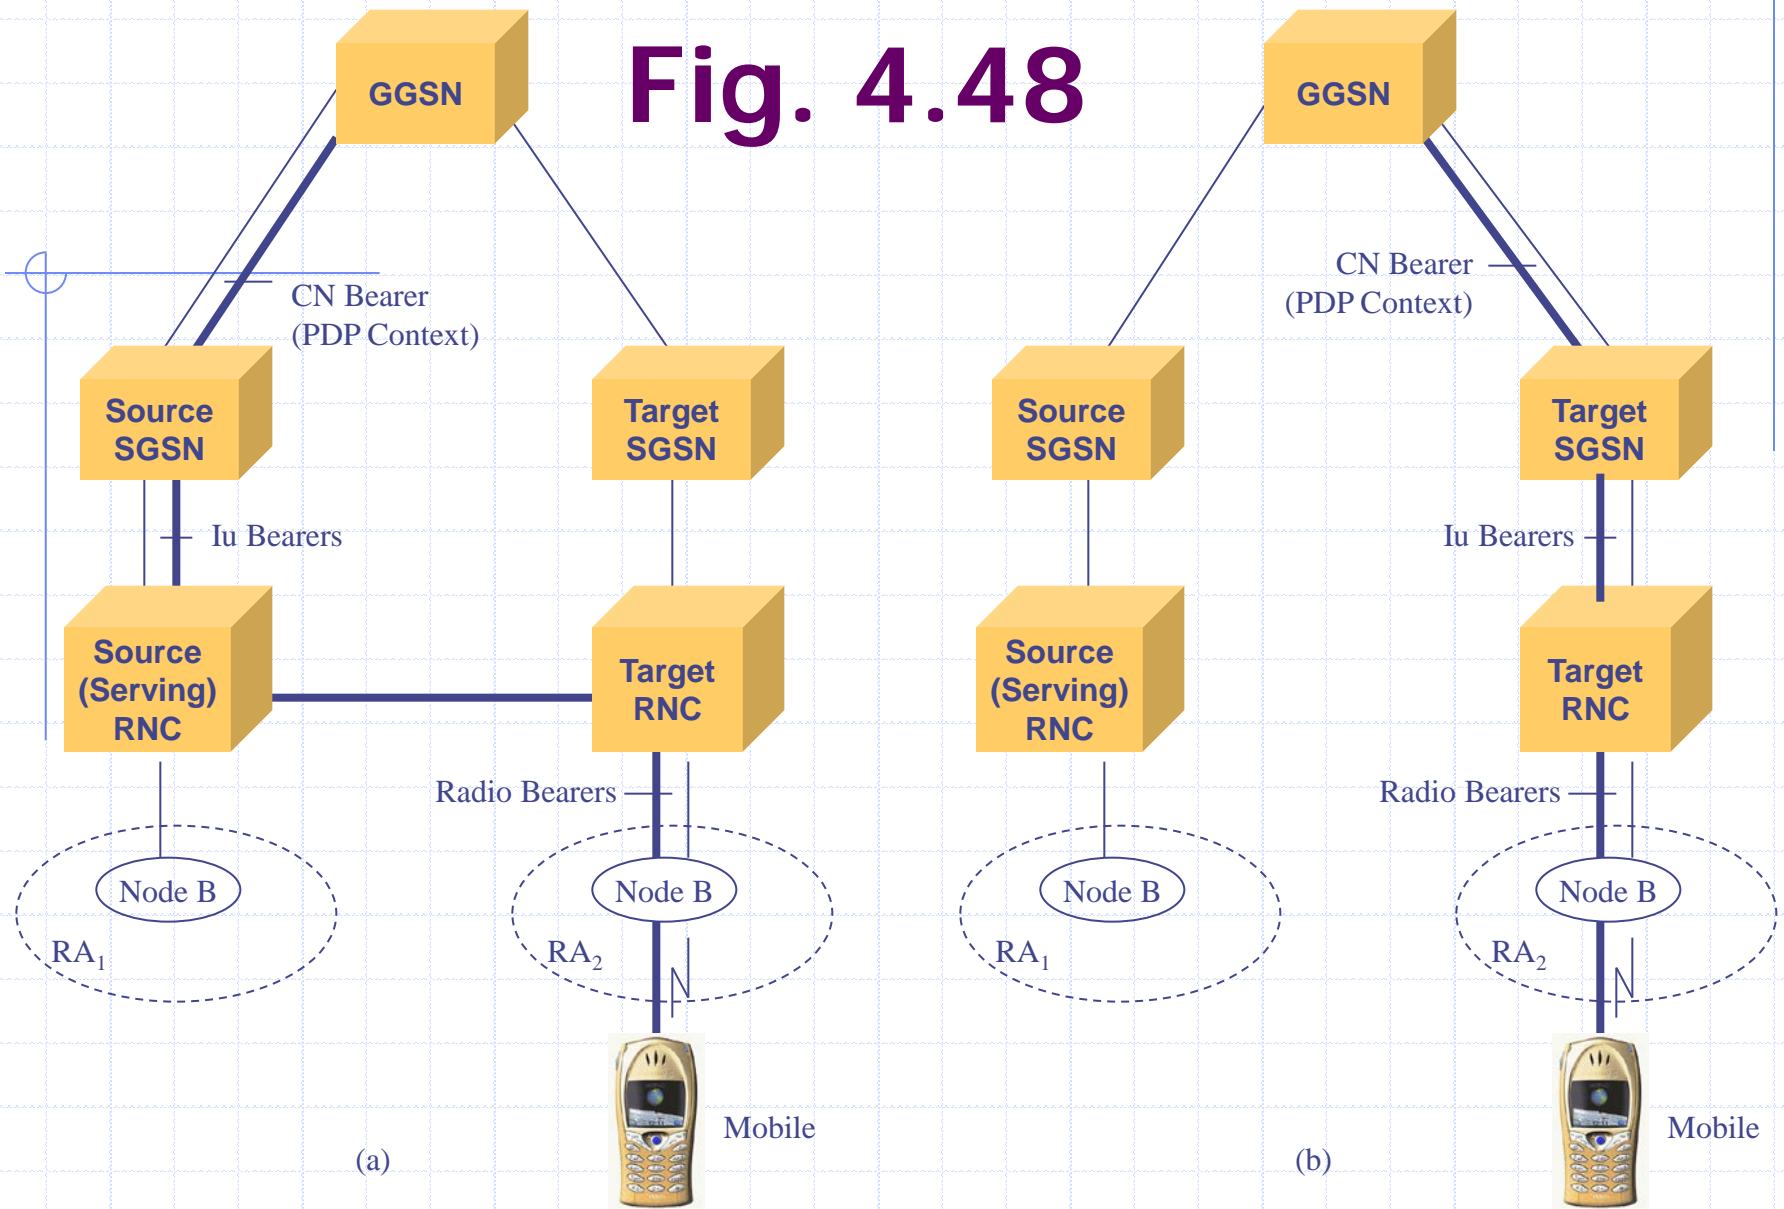 Fig. 4.48
GGSN
CN Bearer
(PDP Context)
Source
SGSN
Target
SGSN
Iu Bearers
Source
(Serving)
RNC
Target
RNC
Radio Bearers
Node B
RA1
Node B
RA2
Mobile
(a)
GGSN
CN Bearer
(PDP Context)
Source
SGSN
Target
SGSN
Iu Bearers
Source
(Serving)
RNC
Target
RNC
Radio Bearers
Node B
RA1
Node B
RA2
Mobile
(b)